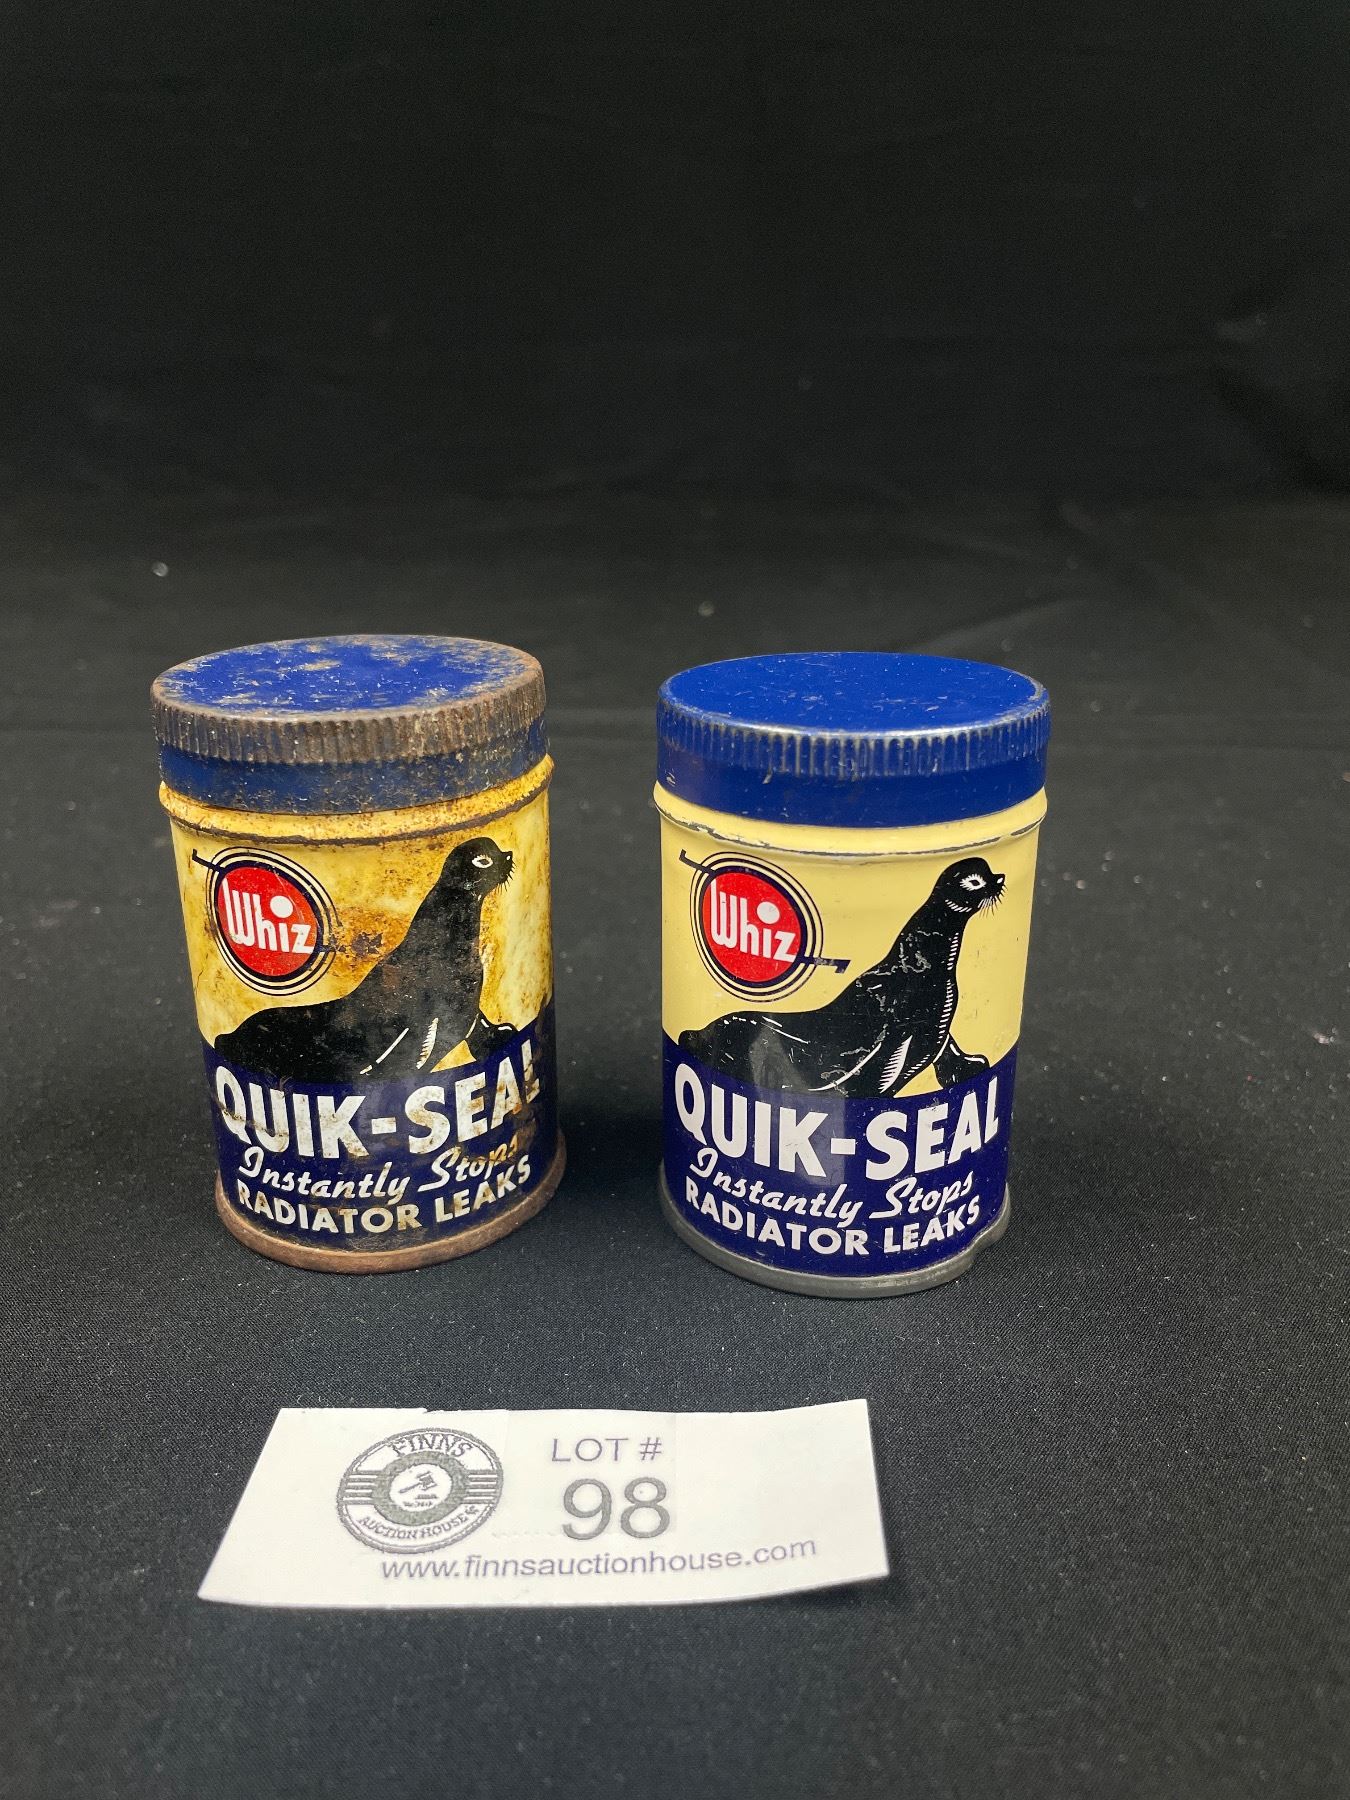 Whiz
QUIK-SEAL
Instantly Stops
RADIATOR LEAKS
Whiz
QUIK-SEAL
Instantly Stops
RADIATOR LEAKS
FINNS
AUCTION HOUSE
LOT #
98
www.finnsauctionhouse.com